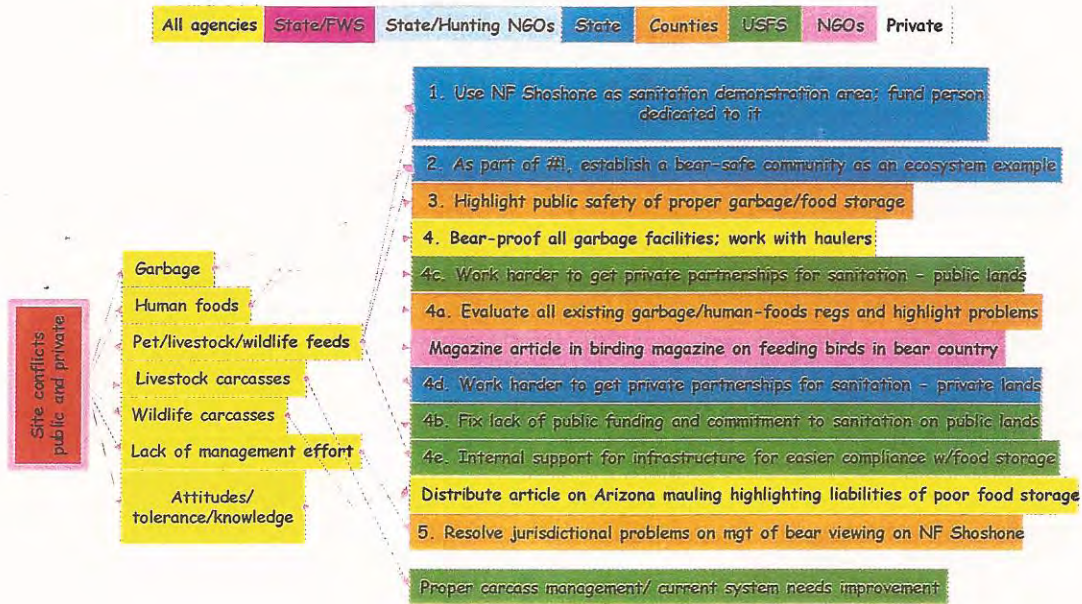 All agencies State/FWS State/Hunting NGOs State Counties USFS NGOs Private
Site conflicts
public and private
Garbage
Human foods
Pet/livestock/wildlife feeds
Livestock carcasses
Wildlife carcasses
Lack of management effort
Attitudes/
tolerance/knowledge
1. Use NF Shoshone as sanitation demonstration area; fund person
dedicated to it
2. As part of #1, establish a bear-safe community as an ecosystem example
3. Highlight public safety of proper garbage/food storage
4. Bear-proof all garbage facilities; work with haulers
4c. Work harder to get private partnerships for sanitation - public lands
4a. Evaluate all existing garbage/human-foods regs and highlight problems
Magazine article in birding magazine on feeding birds in bear country
4d. Work harder to get private partnerships for sanitation - private lands
4b. Fix lack of public funding and commitment to sanitation on public lands
4e. Internal support for infrastructure for easier compliance w/food storage
Distribute article on Arizona mauling highlighting liabilities of poor food storage
5. Resolve jurisdictional problems on mgt of bear viewing on NF Shoshone
Proper carcass management/ current system needs improvement